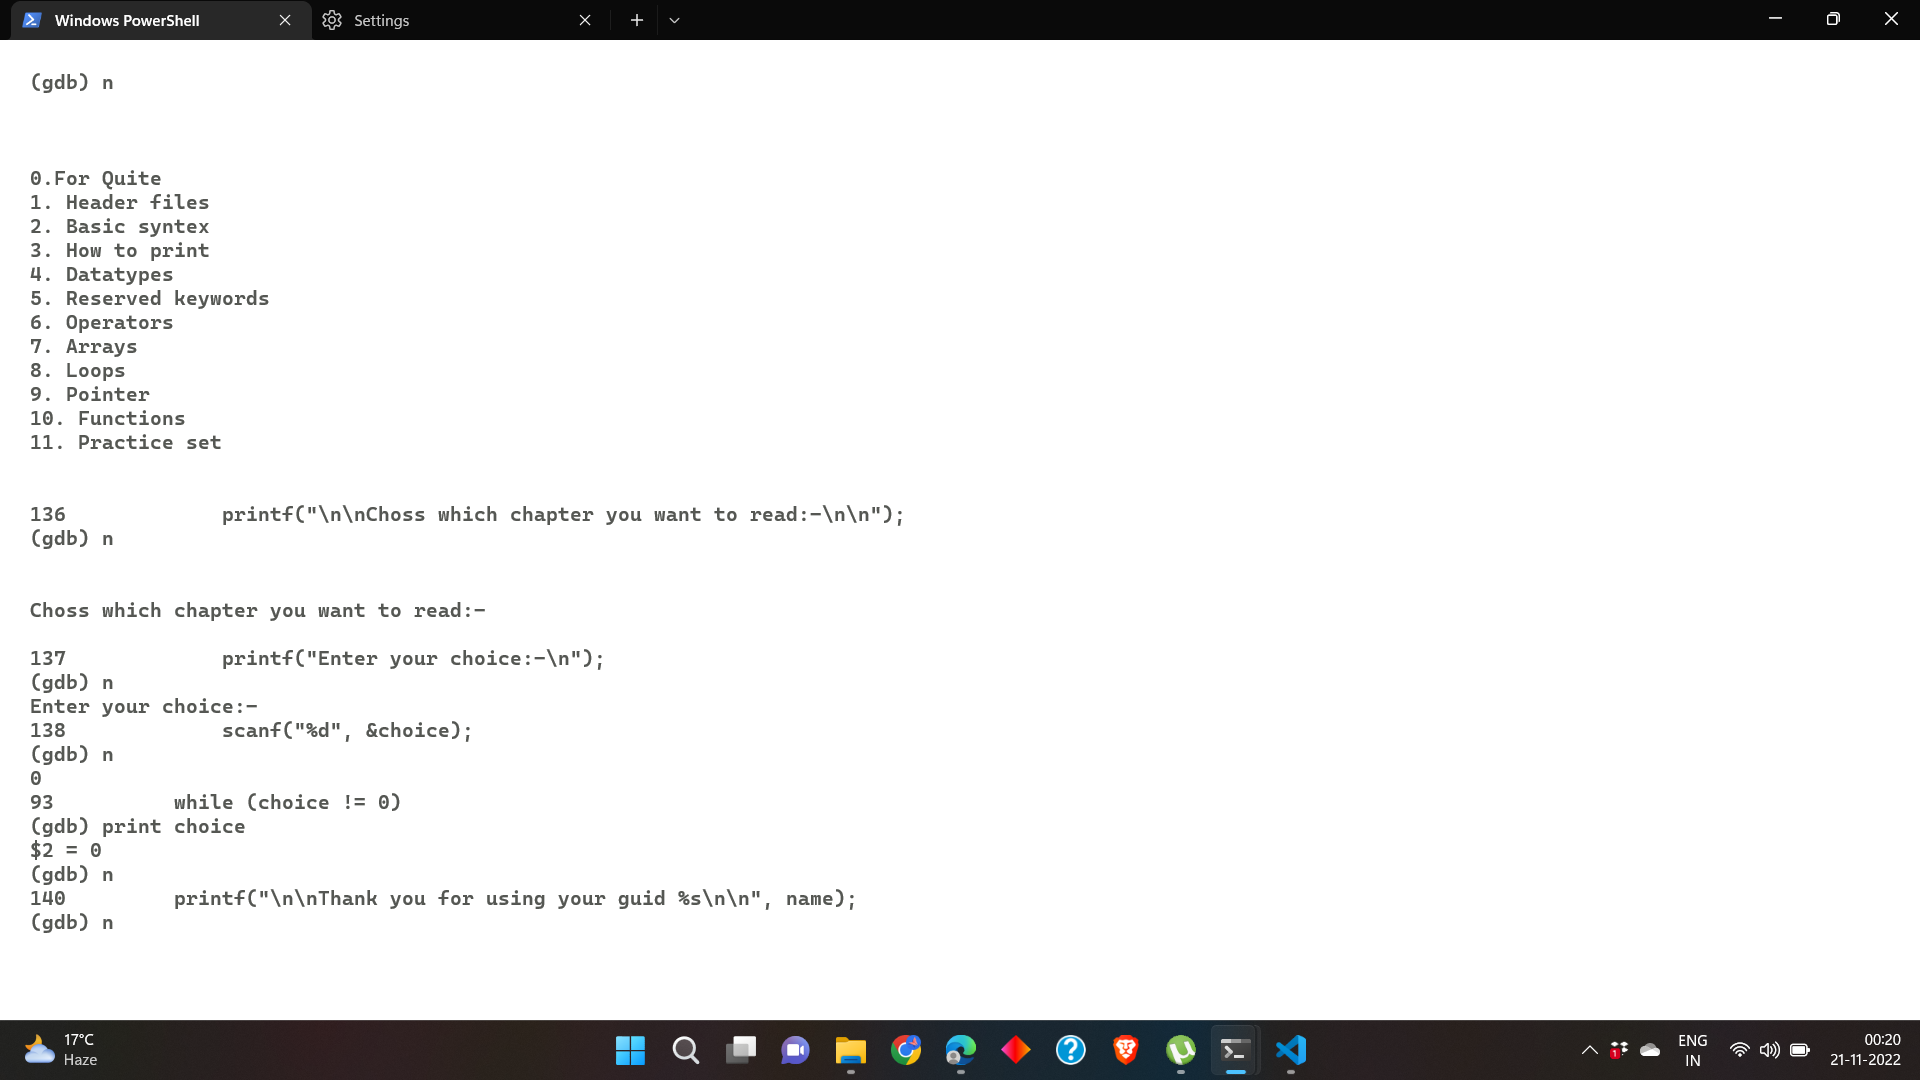 Windows PowerShell
Settings
(gdb) n
0.For Quite
1. Header files
2. Basic syntex
3. How to print
4. Datatypes
5. Reserved keywords
6. Operators
7. Arrays
8. Loops
9. Pointer
10. Functions
11. Practice set
136             printf("\n\nChoss which chapter you want to read:-\n\n");
(gdb) n
Choss which chapter you want to read:-
137             printf("Enter your choice:-\n");
(gdb) n
Enter your choice:-
138             scanf("%d", &choice);
(gdb) n
0
93          while (choice != 0)
(gdb) print choice
$2 = 0
(gdb) n
140         printf("\n\nThank you for using your guid %s\n\n", name);
(gdb) n
17°C
Haze
1
ENG
IN
00:20
21-11-2022